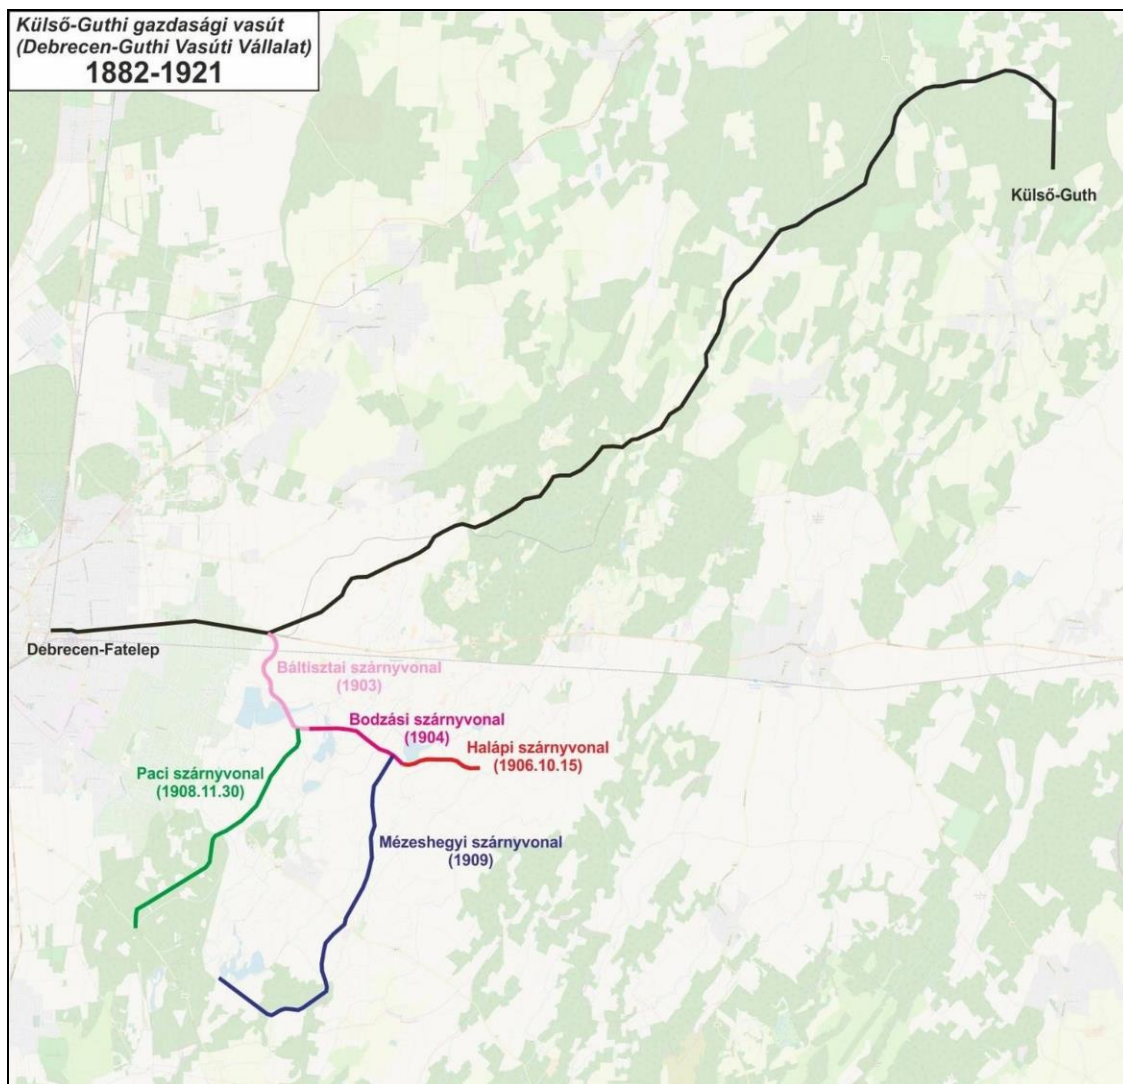 Külső-Guthi gazdasági vasút
(Debrecen-Guthi Vasúti Vállalat)
1882-1921
Külső-Guth
Debrecen-Fatelep
Báltisztai szárnyvonal
(1903)
Bodzási szárnyvonal
(1904)
Halápi szárnyvonal
(1906.10.15)
Paci szárnyvonal
(1908.11.30)
Mézeshegyi szárnyvonal
(1909)